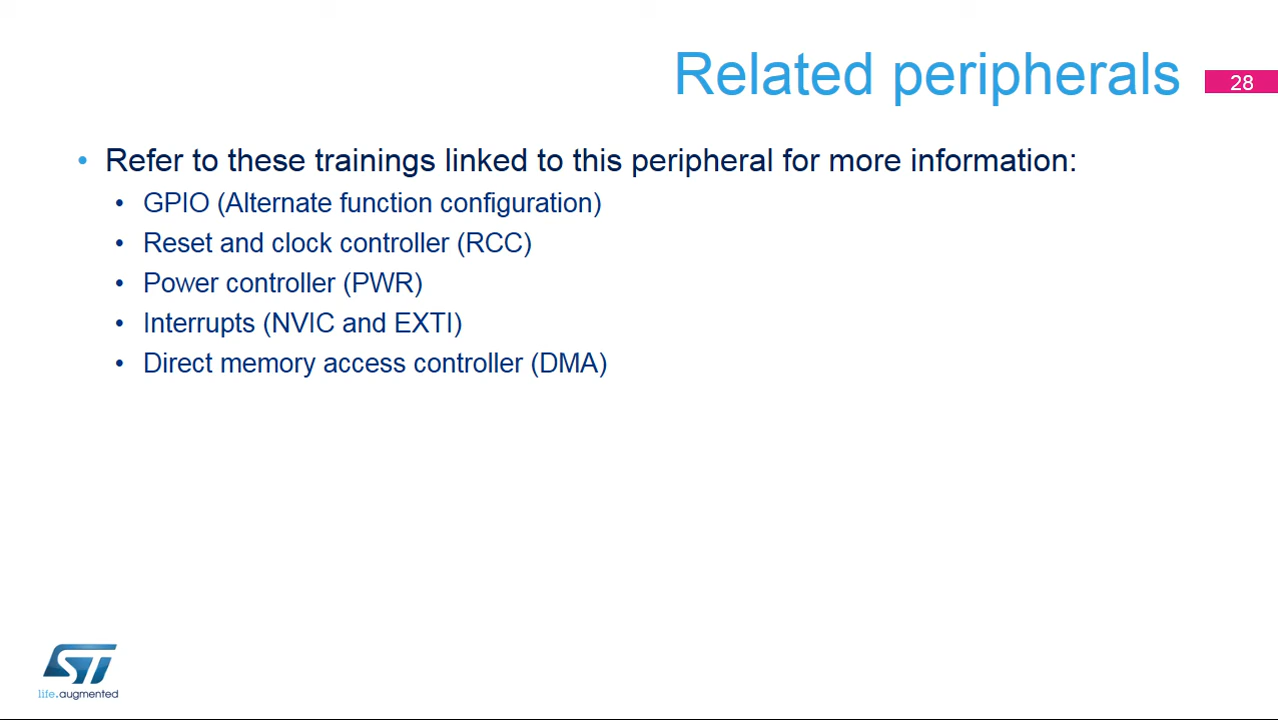 Related peripherals
28
• Refer to these trainings linked to this peripheral for more information:
• GPIO (Alternate function configuration)
• Reset and clock controller (RCC)
• Power controller (PWR)
• Interrupts (NVIC and EXTI)
• Direct memory access controller (DMA)
ST
life.augmented